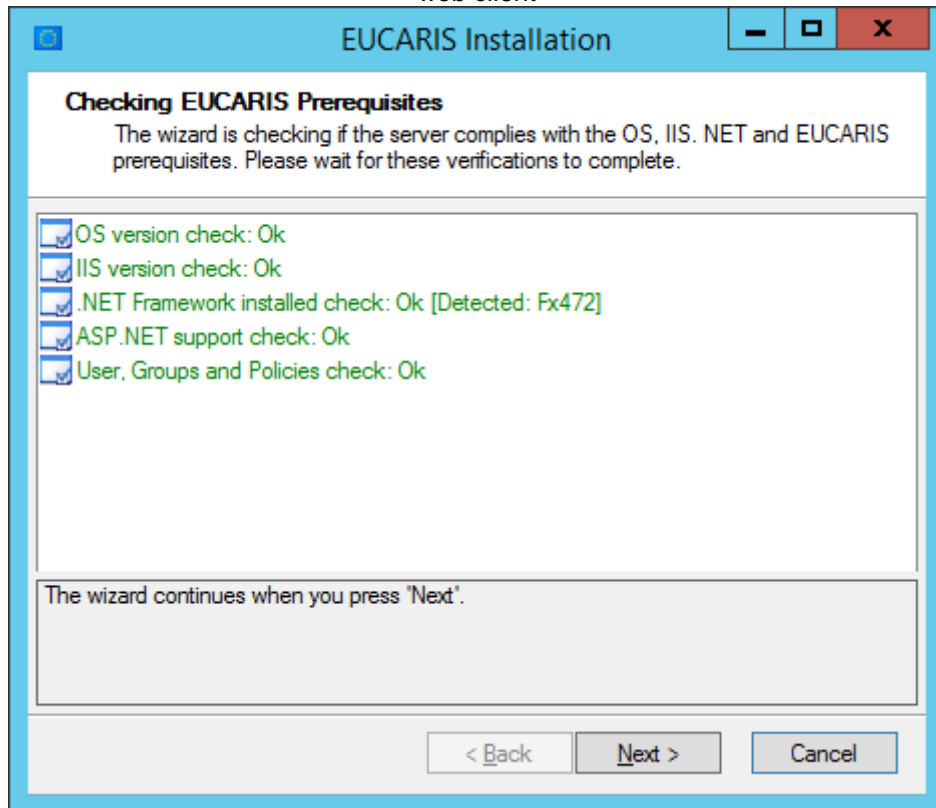 web client
EUCARIS Installation
Checking EUCARIS Prerequisites
The wizard is checking if the server complies with the OS, IIS. NET and EUCARIS
prerequisites. Please wait for these verifications to complete.
OS version check: Ok
IIS version check: Ok
.NET Framework installed check: Ok [Detected: Fx472]
ASP.NET support check: Ok
User, Groups and Policies check: Ok
The wizard continues when you press 'Next'.
< Back Next > Cancel